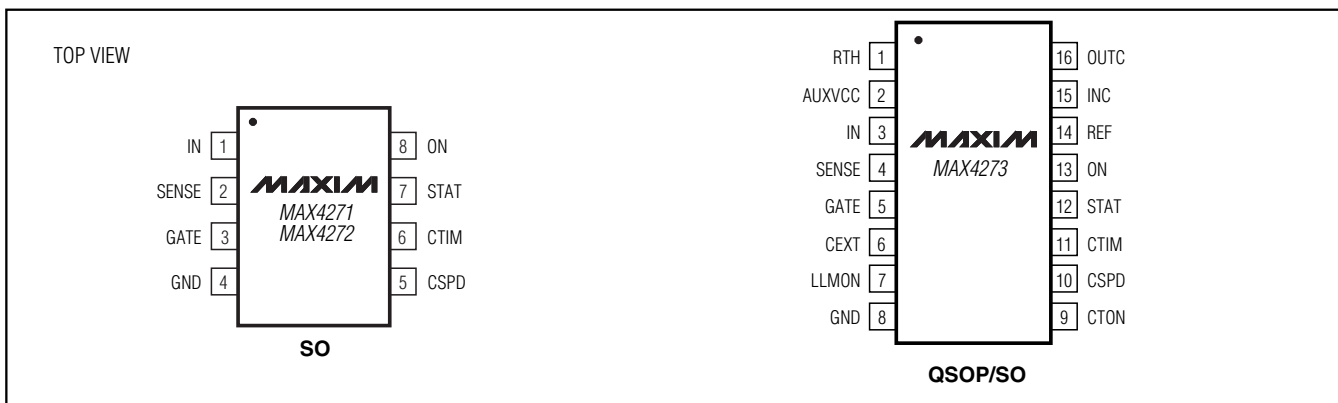 TOP VIEW
IN 1
SENSE 2
GATE 3
GND 4
MAXIM
MAX4271
MAX4272
8 ON
7 STAT
6 CTIM
5 CSPD
SO
RTH 1
AUXVCC 2
IN 3
SENSE 4
GATE 5
CEXT 6
LLMON 7
GND 8
MAXIM
MAX4273
16 OUTC
15 INC
14 REF
13 ON
12 STAT
11 CTIM
10 CSPD
9 CTON
QSOP/SO